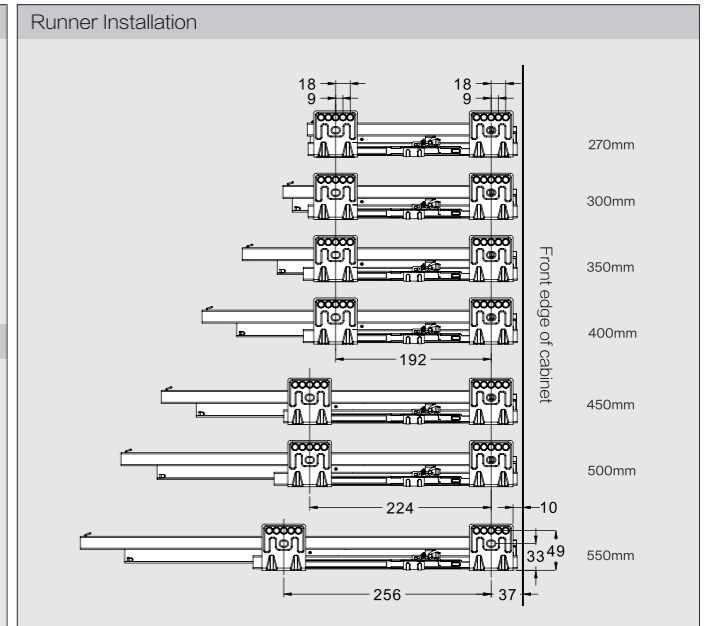 Runner Installation
18
18
9
9
270mm
300mm
350mm
400mm
192
Front edge of cabinet
450mm
500mm
224
10
33
49
550mm
256
37